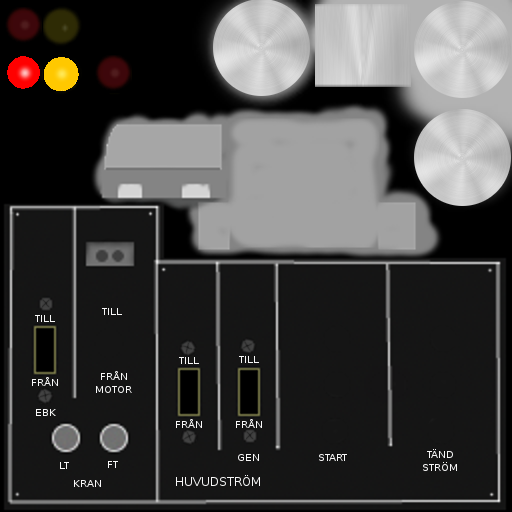 TILL
FRÅN
EBK
TILL
FRÅN
MOTOR
LT
FT
KRAN
TILL
FRÅN
TILL
FRÅN
GEN
HUVUDSTRÖM
START
TÄND
STRÖM